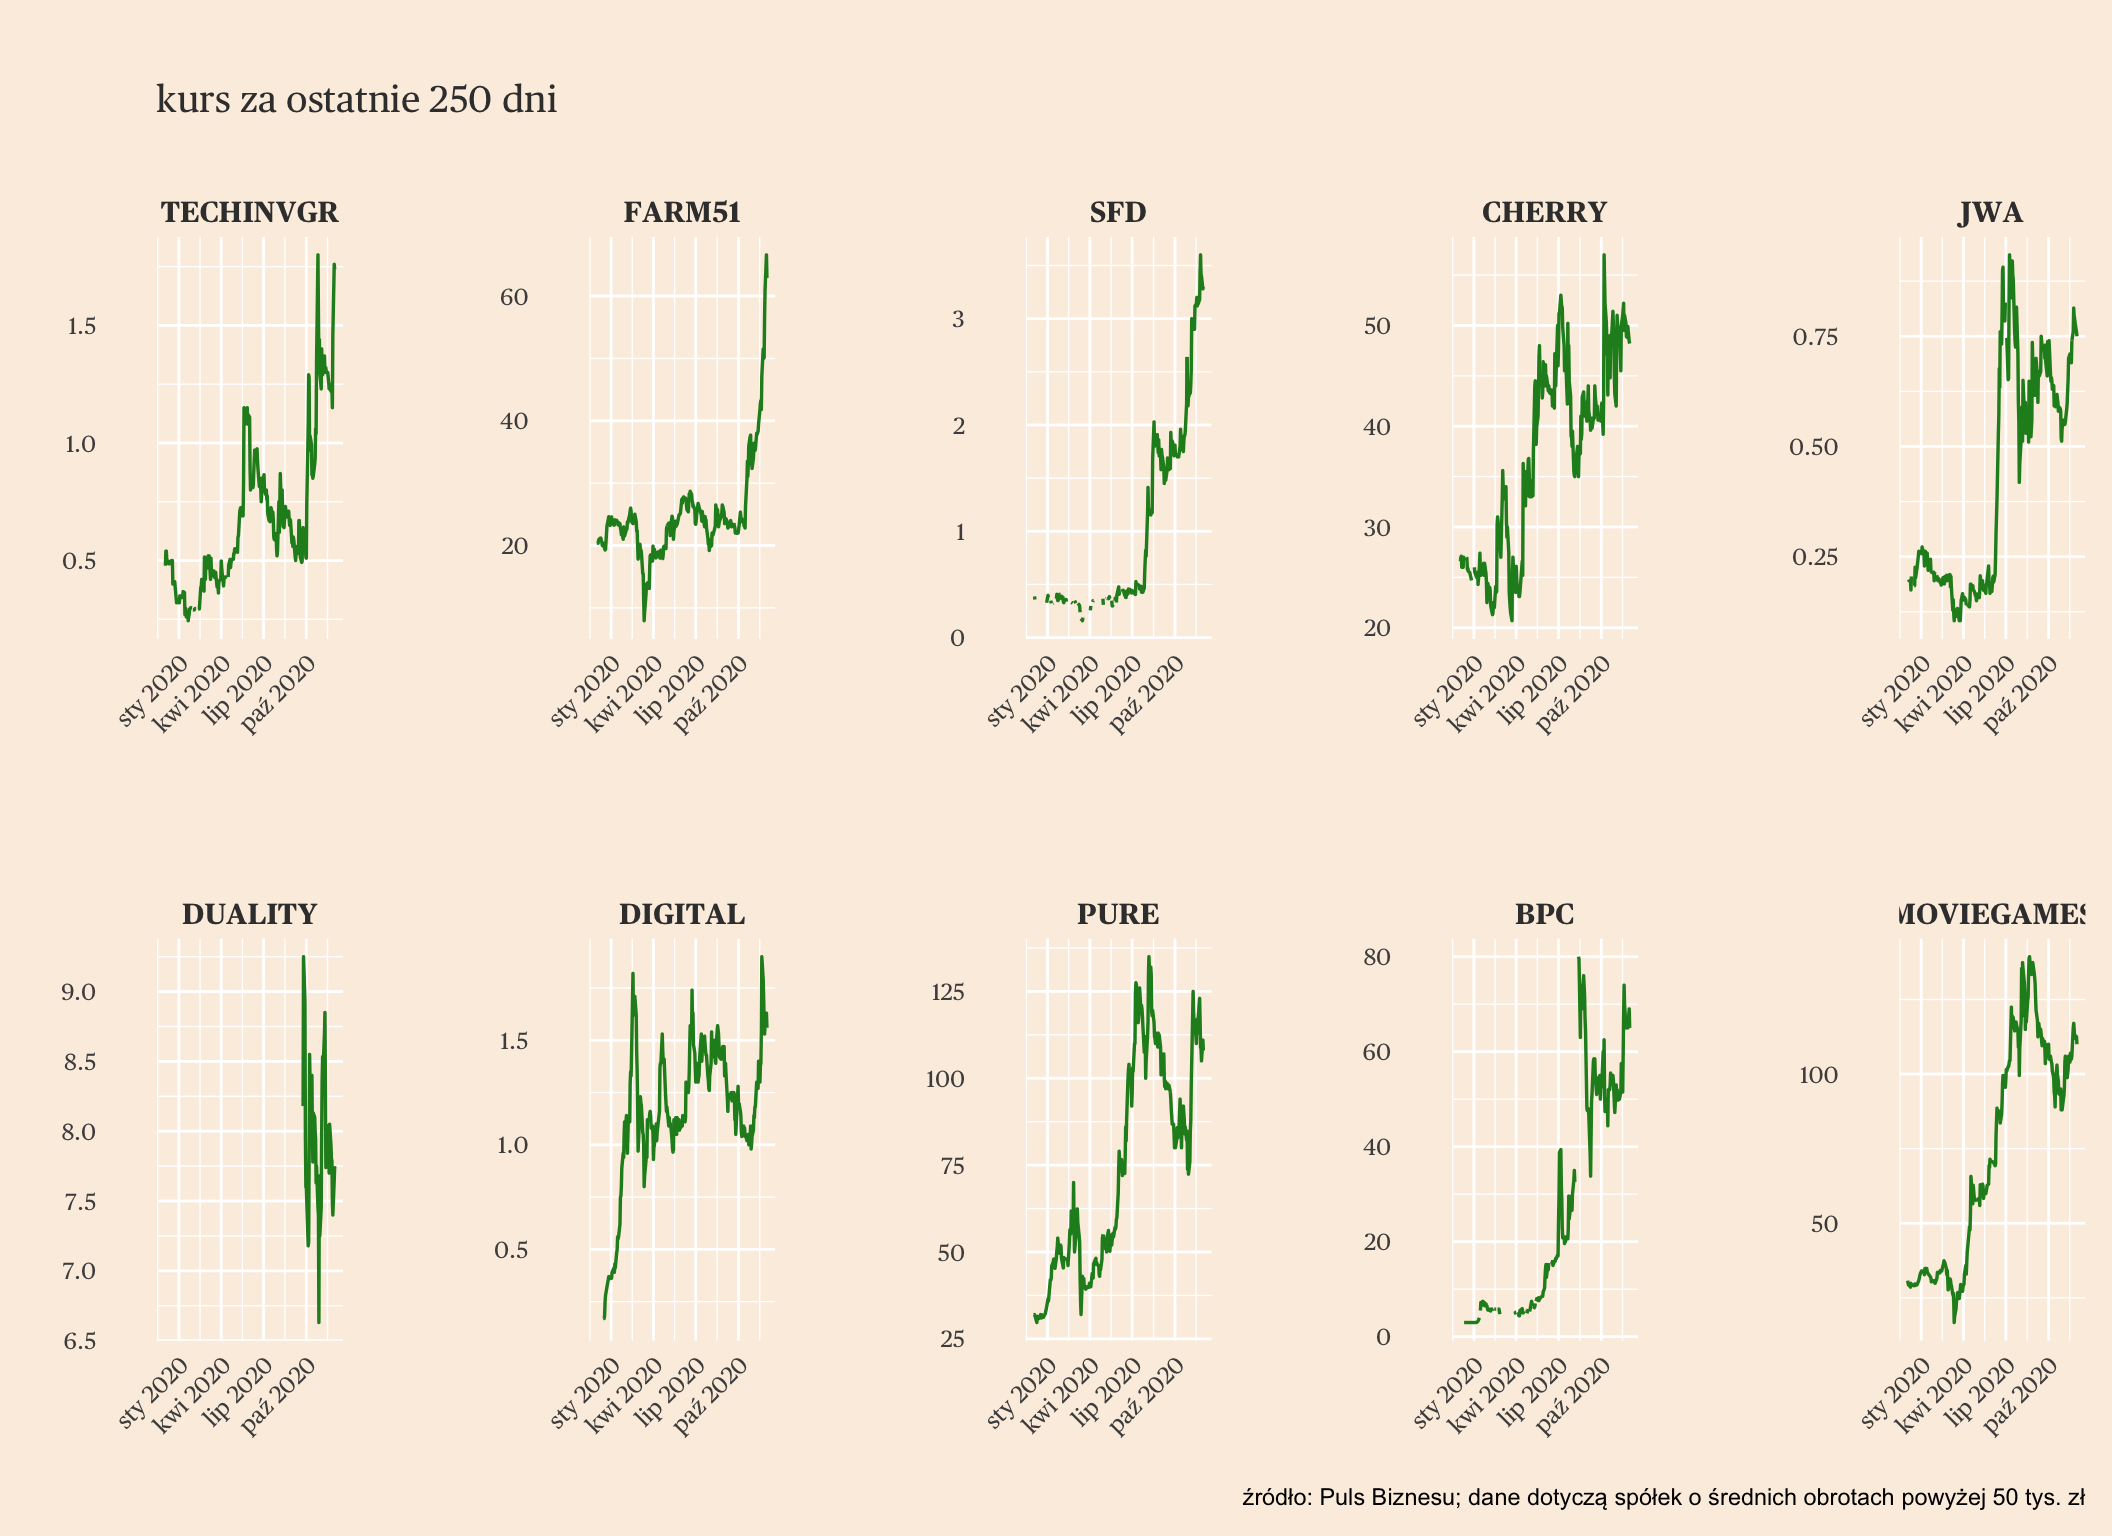 kurs za ostatnie 250 dni
TECHINVGR
FARM51
SFD
CHERRY
JWA
1.5
1.0
0.5
60
40
20
3
2
1
0
50
40
30
20
0.75
0.50
0.25
sty 2020
kwi 2020
lip 2020
paź 2020
sty 2020
kwi 2020
lip 2020
paź 2020
sty 2020
kwi 2020
lip 2020
paź 2020
sty 2020
kwi 2020
lip 2020
paź 2020
sty 2020
kwi 2020
lip 2020
paź 2020
DUALITY
DIGITAL
PURE
BPC
MOVIEGAMES
9.0
8.5
8.0
7.5
7.0
6.5
1.5
1.0
0.5
125
100
75
50
25
80
60
40
20
0
100
50
sty 2020
kwi 2020
lip 2020
paź 2020
sty 2020
kwi 2020
lip 2020
paź 2020
sty 2020
kwi 2020
lip 2020
paź 2020
sty 2020
kwi 2020
lip 2020
paź 2020
sty 2020
kwi 2020
lip 2020
paź 2020
źródło: Puls Biznesu; dane dotyczą spółek o średnich obrotach powyżej 50 tys. zł